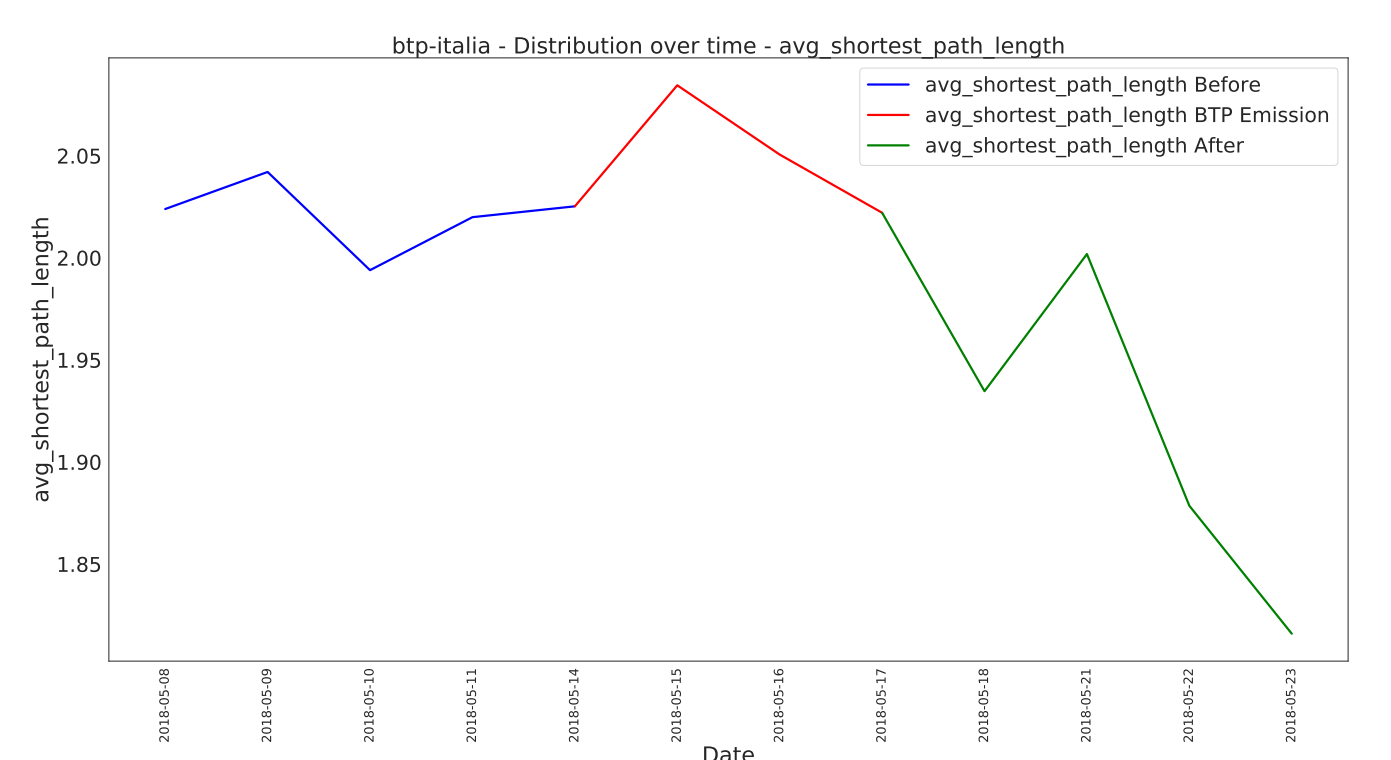 btp-italia - Distribution over time - avg_shortest_path_length
avg_shortest_path_length Before
avg_shortest_path_length BTP Emission
avg_shortest_path_length After
avg_shortest_path_length
2.05
2.00
1.95
1.90
1.85
2018-05-08
2018-05-09
2018-05-10
2018-05-11
2018-05-14
2018-05-15
2018-05-16
2018-05-17
2018-05-18
2018-05-21
2018-05-22
2018-05-23
Date